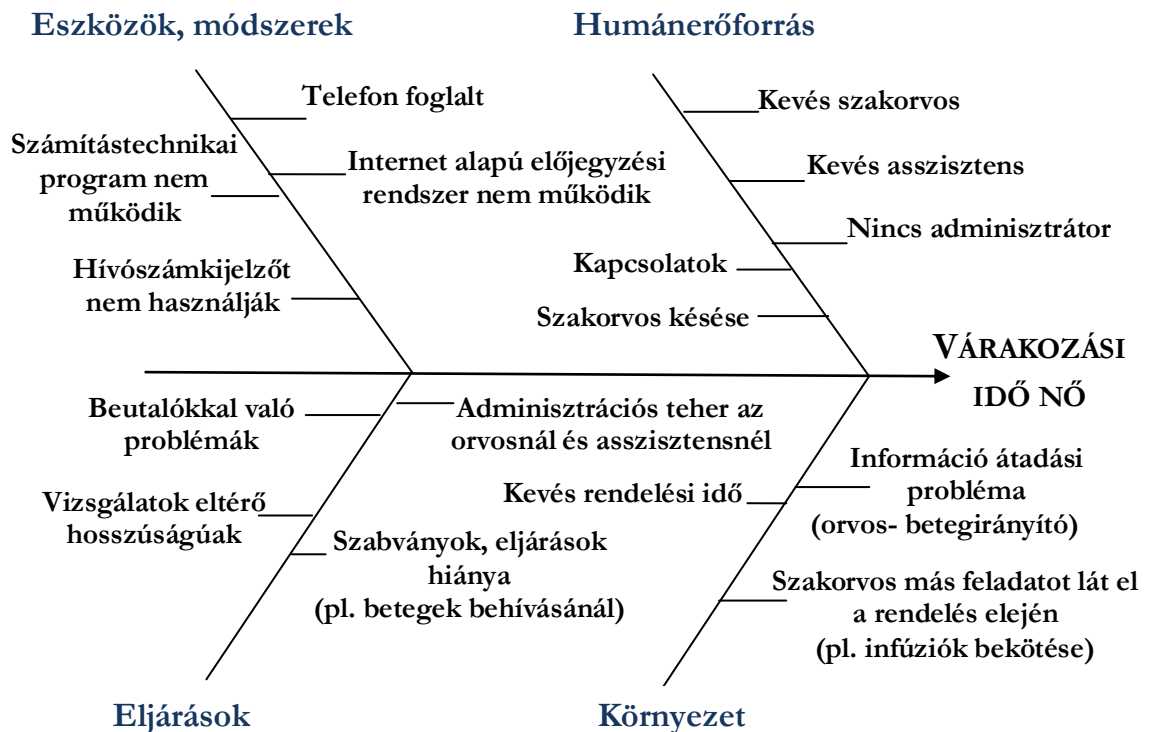 Eszközök, módszerek
Humánerőforrás
Telefon foglalt
Számítástechnikai
program nem
működik
Internet alapú előjegyzési
rendszer nem működik
Hívószámkijelzőt
nem használják
Kevés szakorvos
Kevés asszisztens
Nincs adminisztrátor
Kapcsolatok
Szakorvos késése
VÁRAKOZÁSI
IDŐ NŐ
Beutalókkal való
problémák
Adminisztrációs teher az
orvosnál és asszisztensnél
Vizsgálatok eltérő
hosszúságúak
Szabványok, eljárások
hiánya
(pl. betegek behívásánál)
Kevés rendelési idő
Információ átadási
probléma
(orvos- betegirányító)
Szakorvos más feladatot lát el
a rendelés elején
(pl. infúziók bekötése)
Eljárások
Környezet